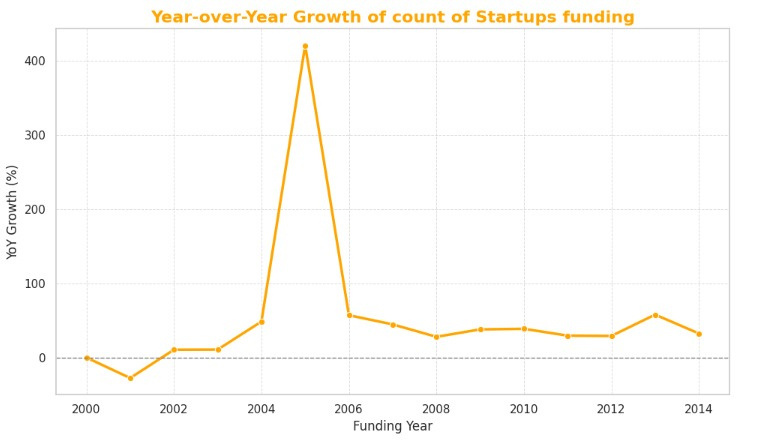 Year-over-Year Growth of count of Startups funding
YoY Growth (%)
400
300
200
100
0
2000 2002 2004 2006 2008 2010 2012 2014
Funding Year